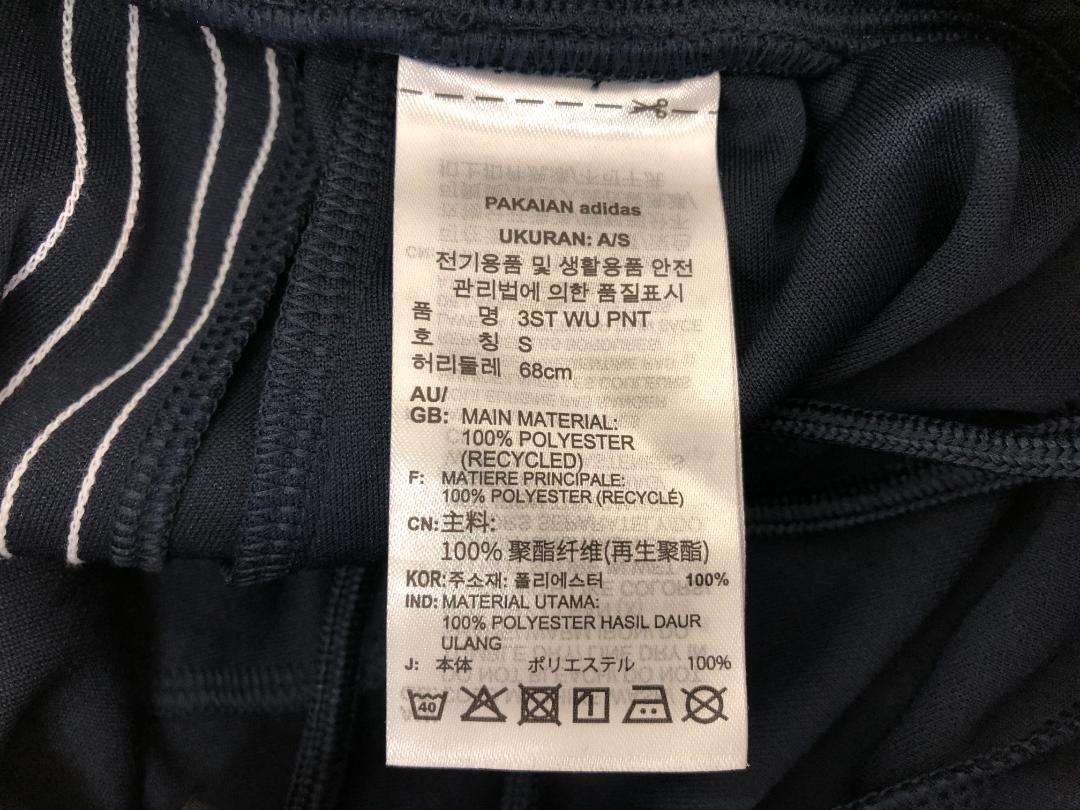 PAKAIAN adidas
UKURAN: A/S
전기용품 및 생활용품 안전
관리법에 의한 품질표시
품 명 3ST WU PNT
호 칭 S
허리둘레 68cm
AU/
GB: MAIN MATERIAL:
100% POLYESTER
(RECYCLED)
F: MATIERE PRINCIPALE:
100% POLYESTER (RECYCLÉ)
CN: 主料:
100% 聚酯纤维(再生聚酯)
KOR: 주소재: 폴리에스터 100%
IND: MATERIAL UTAMA:
100% POLYESTER HASIL DAUR
ULANG
J: 本体 ポリエステル 100%
40